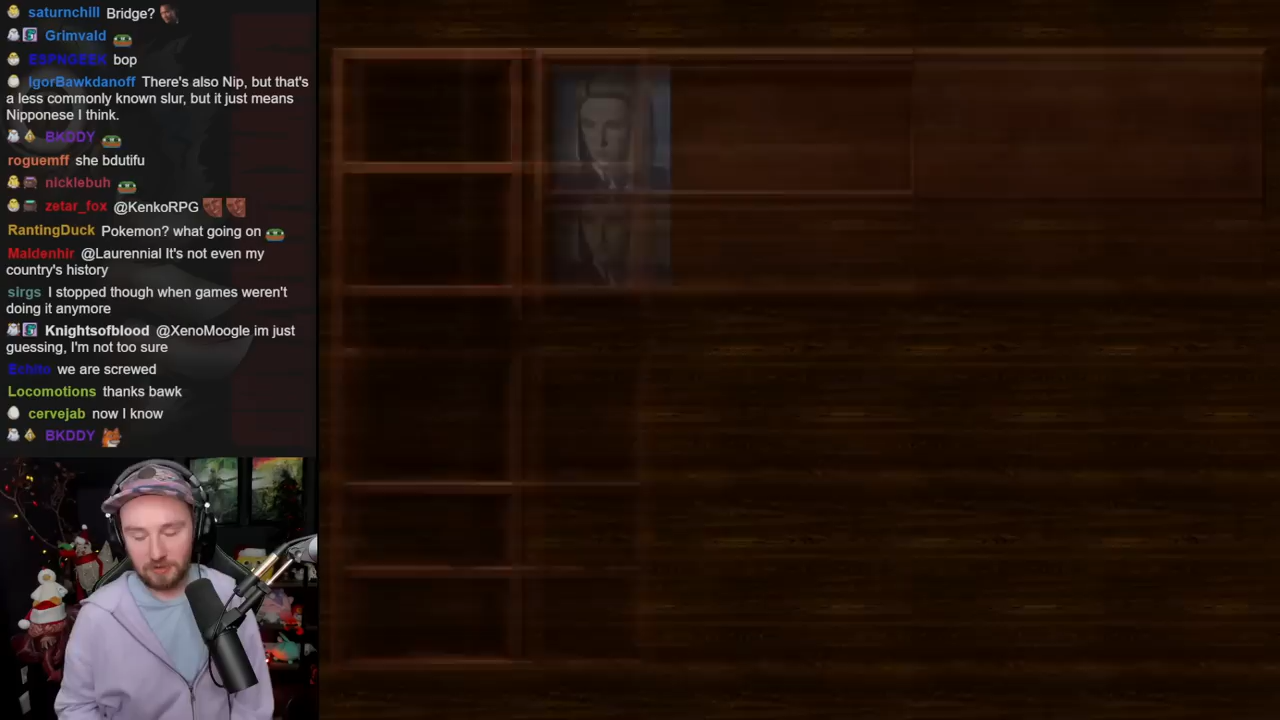 saturnchill Bridge?
Grimvald
ESPNGEEK bop
IgorBawkdanoff There's also Nip, but that's
a less commonly known slur, but it just means
Nipponese I think.
BKDDY
roguemff she bdutifu
nicklebuh
zetar_fox @KenkoRPG
RantingDuck Pokemon? what going on
Maldenhir @Laurennial It's not even my
country's history
sirgs I stopped though when games weren't
doing it anymore
Knightsofblood @XenoMoogle im just
guessing, I'm not too sure
Echito we are screwed
Locomotions thanks bawk
cervejab now I know
BKDDY